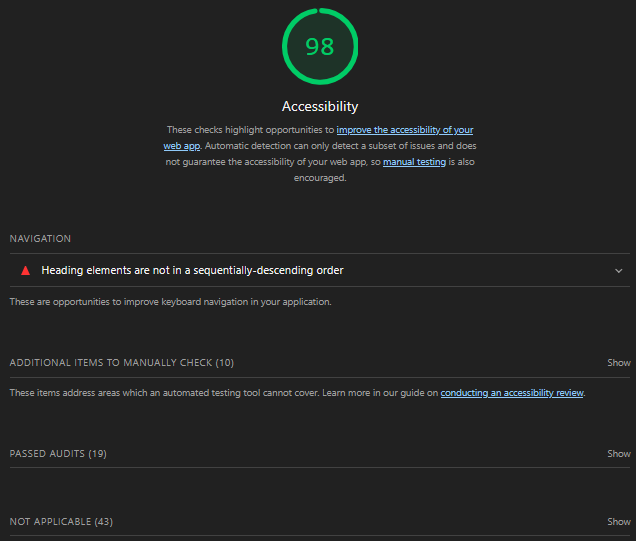 98
Accessibility
These checks highlight opportunities to improve the accessibility of your
web app. Automatic detection can only detect a subset of issues and does
not guarantee the accessibility of your web app, so manual testing is also
encouraged.
NAVIGATION
Heading elements are not in a sequentially-descending order
These are opportunities to improve keyboard navigation in your application.
ADDITIONAL ITEMS TO MANUALLY CHECK (10) Show
These items address areas which an automated testing tool cannot cover. Learn more in our guide on conducting an accessibility review.
PASSED AUDITS (19) Show
NOT APPLICABLE (43) Show